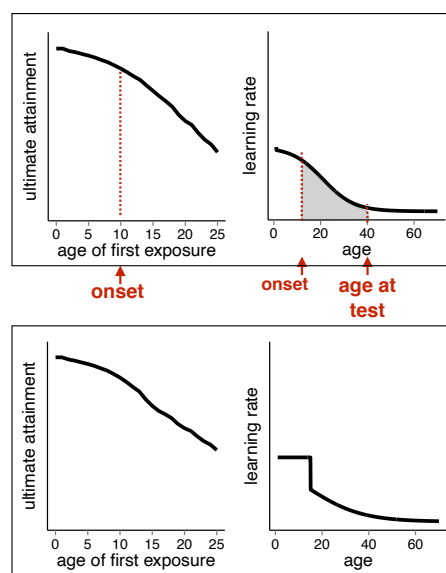 ultimate attainment
0 5 10 15 20 25
age of first exposure
onset
learning rate
0 20 40 60
age
onset
age at
test
ultimate attainment
0 5 10 15 20 25
age of first exposure
learning rate
0 20 40 60
age